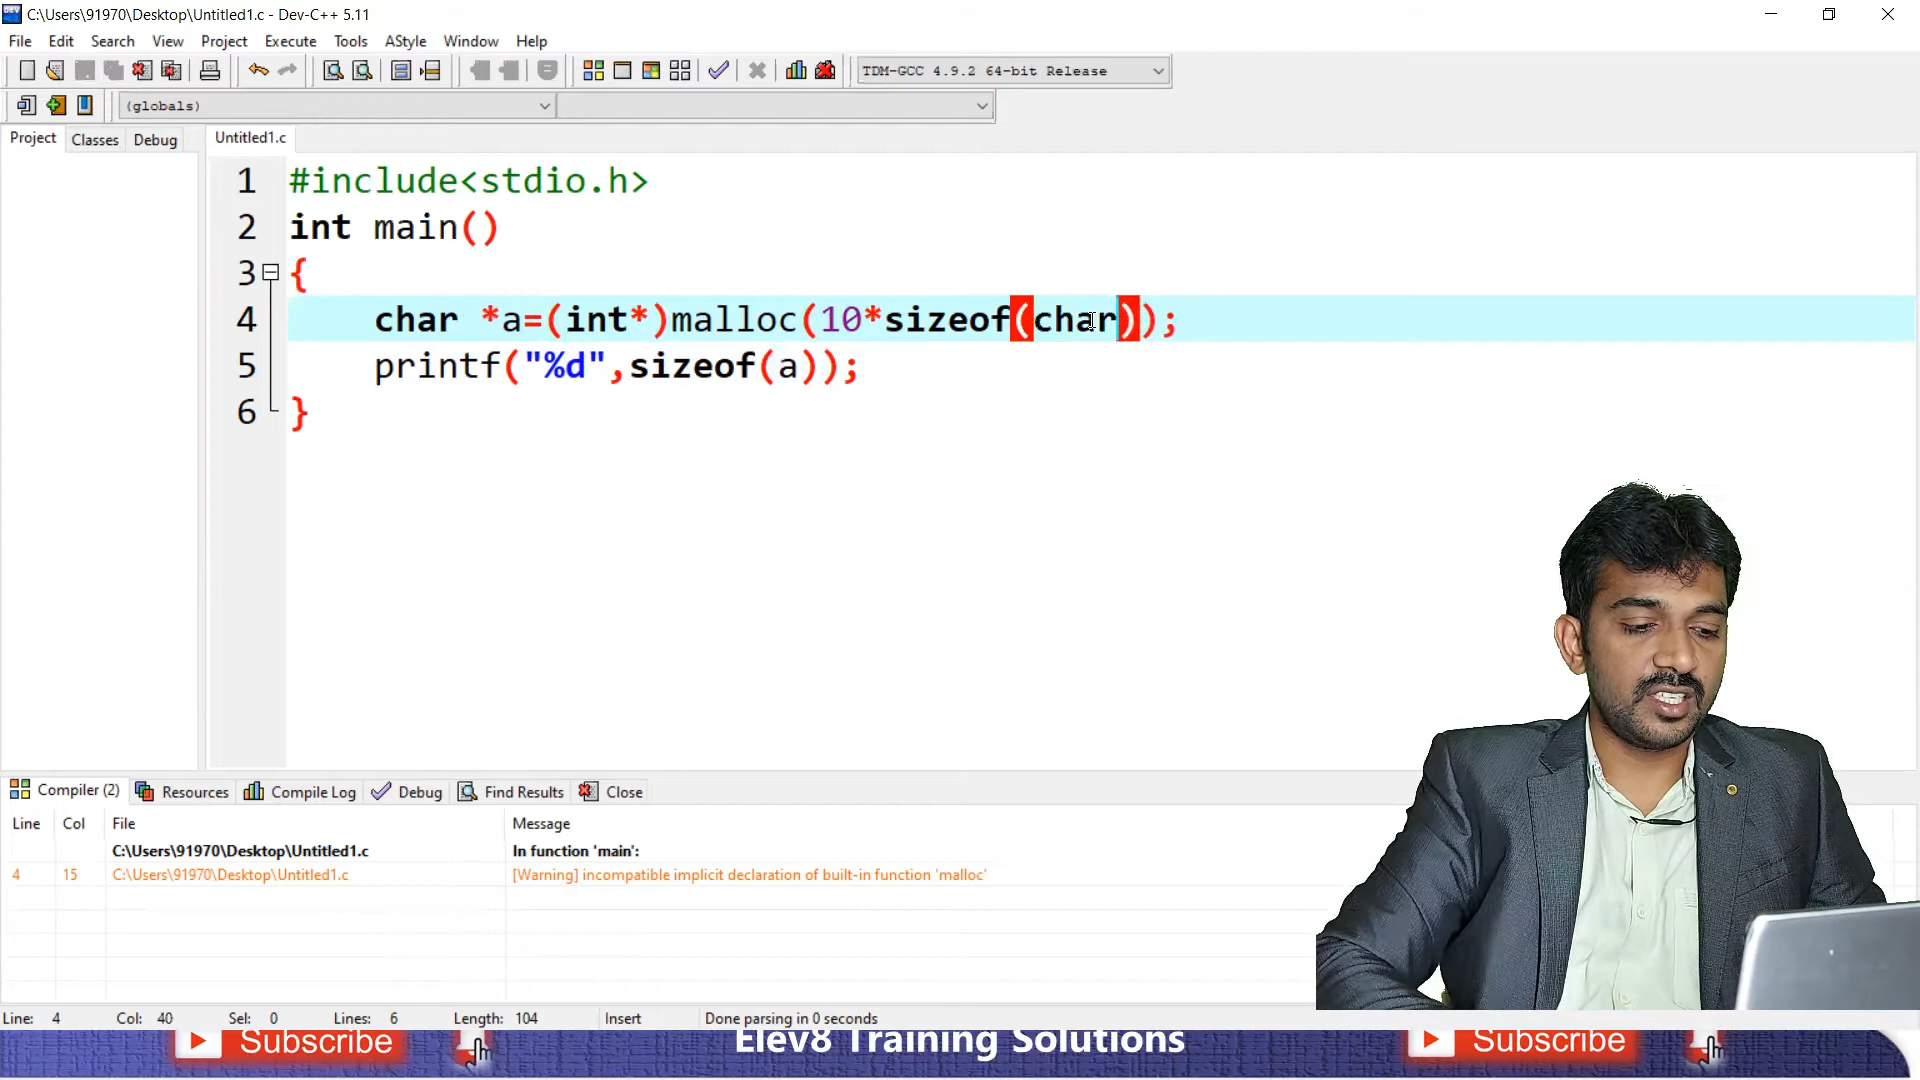 C:\Users\91970\Desktop\Untitled1.c - Dev-C++ 5.11
File Edit Search View Project Execute Tools AStyle Window Help
TDM-GCC 4.9.2 64-bit Release
(globals)
Project Classes Debug Untitled1.c
1 #include<stdio.h>
2 int main()
3 {
4 char *a=(int*)malloc(10*sizeof(char));
5 printf("%d",sizeof(a));
6 }
Compiler (2) Resources Compile Log Debug Find Results Close
Line Col File Message
C:\Users\91970\Desktop\Untitled1.c In function 'main':
4 15 C:\Users\91970\Desktop\Untitled1.c [Warning] incompatible implicit declaration of built-in function 'malloc'
Line: 4 Col: 40 Sel: 0 Lines: 6 Length: 104 Insert Done parsing in 0 seconds
Subscribe Elev8 Training Solutions Subscribe